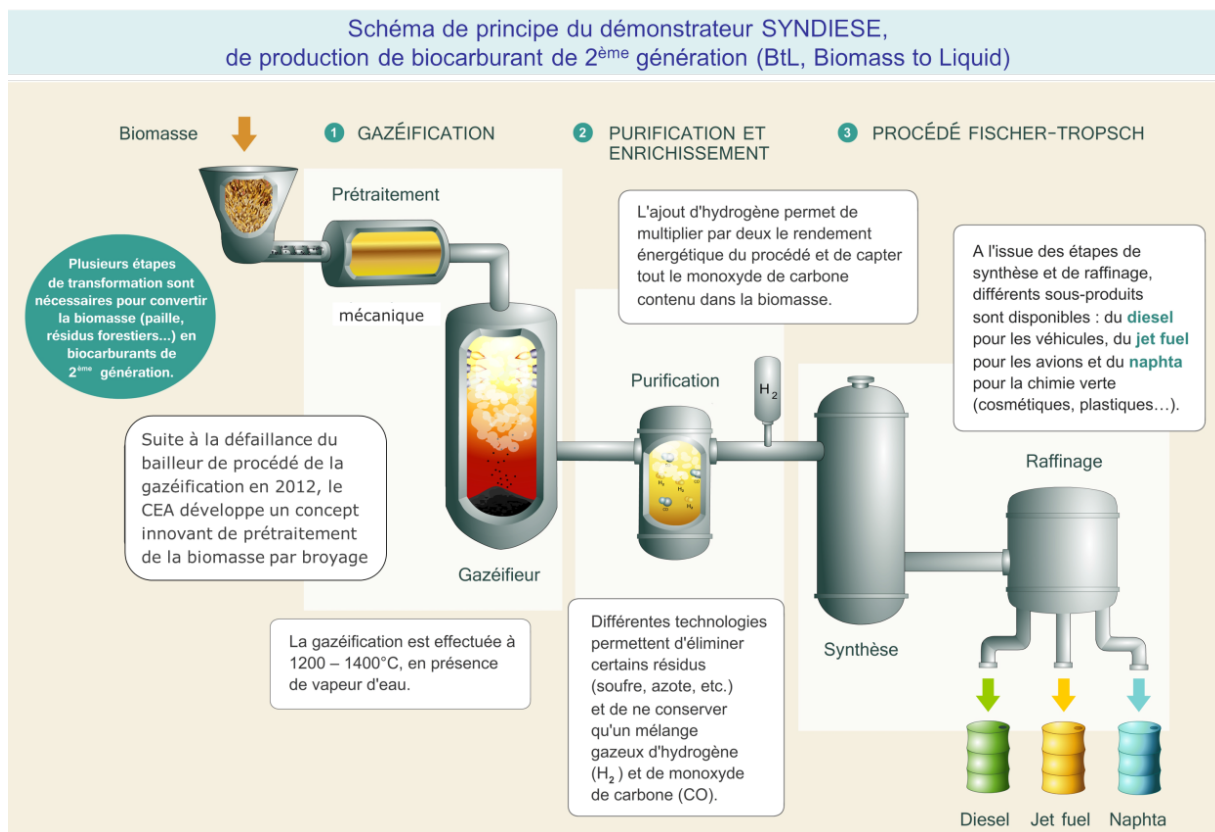 Schéma de principe du démonstrateur SYNDIESE,
de production de biocarburant de 2ème génération (BtL, Biomass to Liquid)
Biomasse
1 GAZÉIFICATION
2 PURIFICATION ET
ENRICHISSEMENT
3 PROCÉDÉ FISCHER-TROPSCH
Prétraitement
mécanique
Plusieurs étapes
de transformation sont
nécessaires pour convertir
la biomasse (paille,
résidus forestiers...) en
biocarburants de
2ème génération.
Suite à la défaillance du
bailleur de procédé de la
gazéification en 2012, le
CEA développe un concept
innovant de prétraitement
de la biomasse par broyage
Gazéifieur
La gazéification est effectuée à
1200 – 1400°C, en présence
de vapeur d'eau.
L'ajout d'hydrogène permet de
multiplier par deux le rendement
énergétique du procédé et de capter
tout le monoxyde de carbone
contenu dans la biomasse.
Purification
H2
Différentes technologies
permettent d'éliminer
certains résidus
(soufre, azote, etc.)
et de ne conserver
qu'un mélange
gazeux d'hydrogène
(H2) et de monoxyde
de carbone (CO).
A l'issue des étapes de
synthèse et de raffinage,
différents sous-produits
sont disponibles : du diesel
pour les véhicules, du jet fuel
pour les avions et du naphta
pour la chimie verte
(cosmétiques, plastiques…).
Synthèse
Raffinage
Diesel
Jet fuel
Naphta